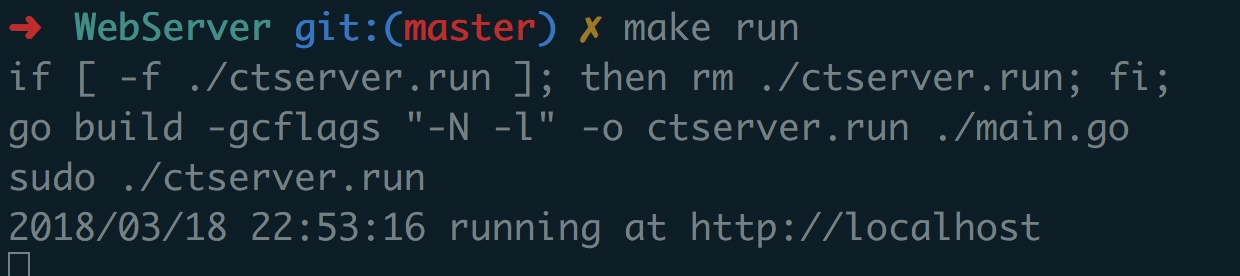 ➜ WebServer git:(master) ✗ make run
if [ -f ./ctserver.run ]; then rm ./ctserver.run; fi;
go build -gcflags "-N -l" -o ctserver.run ./main.go
sudo ./ctserver.run
2018/03/18 22:53:16 running at http://localhost